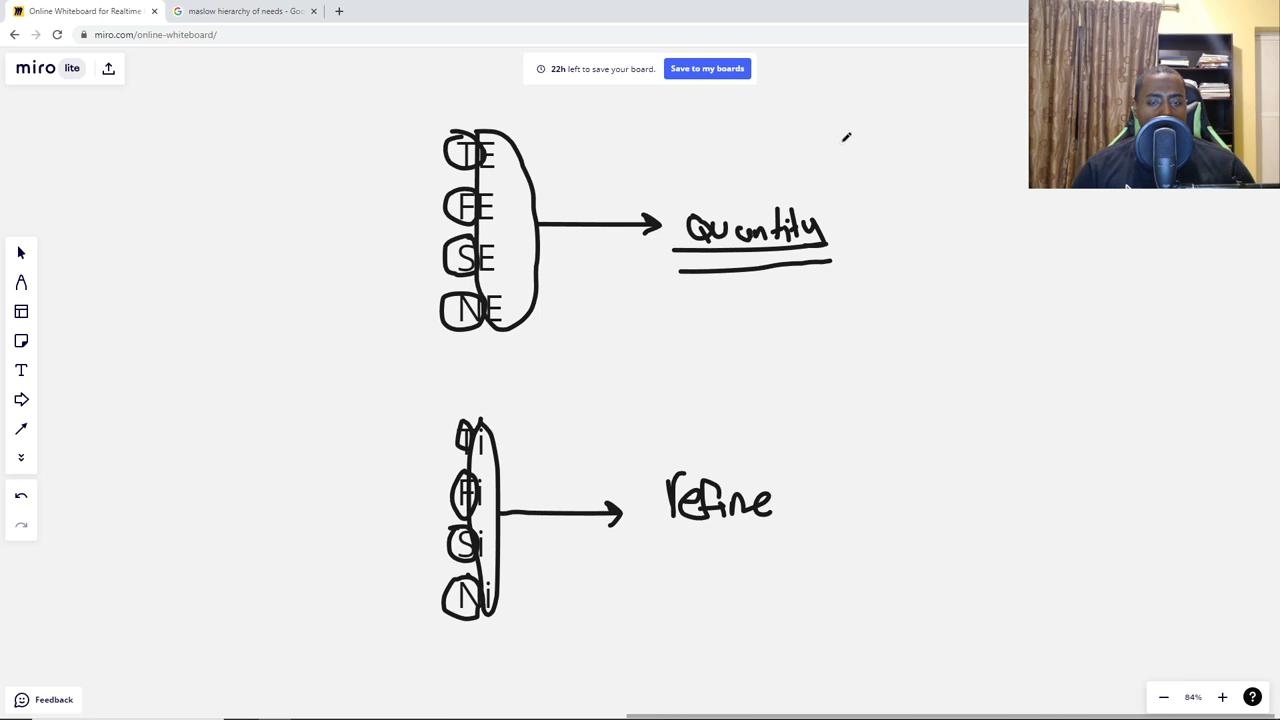 Online Whiteboard for Realtime
maslow hierarchy of needs - Goo
miro.com/online-whiteboard/
miro lite
22h left to save your board.
Save to my boards
TE
FE
SE
NE
Quantity
Ti
Fi
Si
Ni
refine
T
Feedback
84%
?